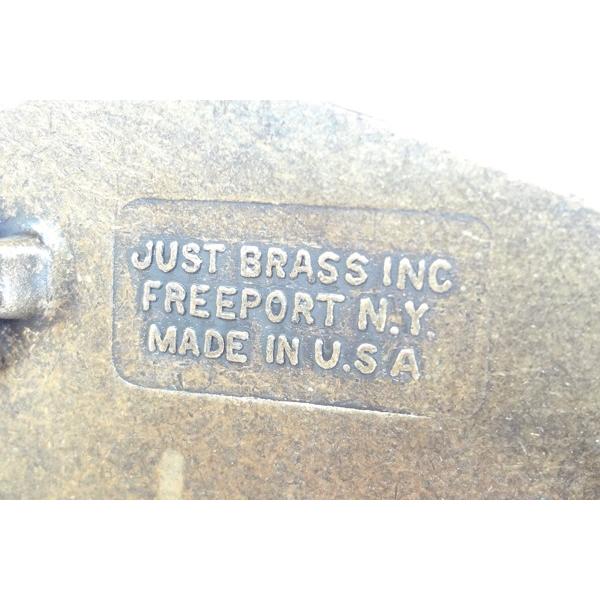 JUST BRASS INC
FREEPORT N.Y.
MADE IN U.S A